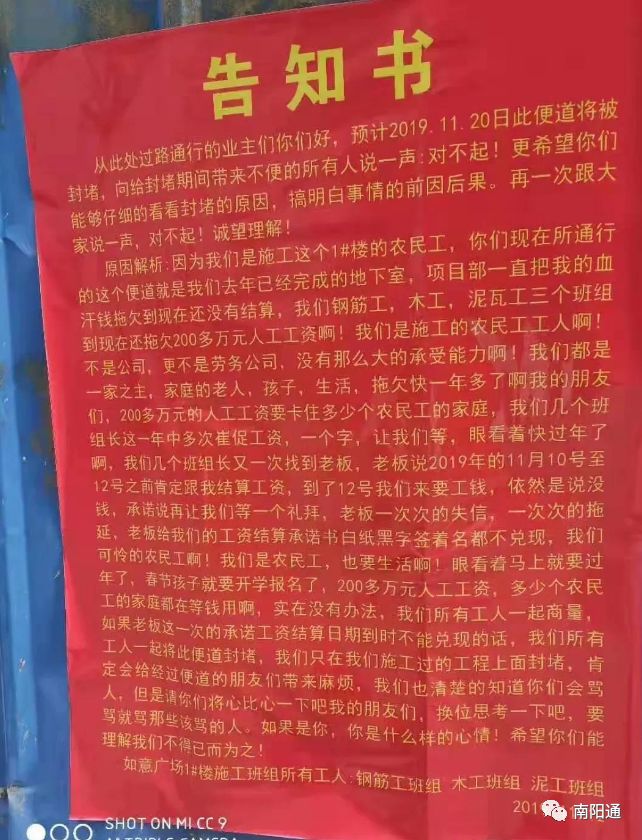 告知书
从此处过路通行的业主们你们好，预计2019.11.20日此便道将被
封堵，向给封堵期间带来不便的所有人说一声:对不起！更希望你们
能够仔细的看看封堵的原因，搞明白事情的前因后果。再一次跟大
家说一声，对不起！诚望理解！
原因解析:因为我们是施工这个1#楼的农民工，你们现在所通行
的这个便道就是我们去年已经完成的地下室，项目部一直把我的血
汗钱拖欠到现在还没有结算，我们钢筋工，木工，泥瓦工三个班组
到现在还拖欠200多万元人工工资啊！我们是施工的农民工工人啊！
不是公司，更不是劳务公司，没有那么大的承受能力啊！我们都是
一家之主，家庭的老人，孩子，生活，拖欠快一年多了啊我的朋友
们，200多万元的人工工资要卡住多少个农民工的家庭，我们几个班
组长这一年中多次崔促工资，一个字，让我们等，眼看着快过年了
啊，我们几个班组长又一次找到老板，老板说2019年的11月10号至
12号之前肯定跟我结算工资，到了12号我们来要工钱，依然是说没
钱，承诺说再让我们等一个礼拜，老板一次次的失信，一次次的拖
延，老板给我们的工资结算承诺书白纸黑字签着名都不兑现，我们
可怜的农民工啊！我们是农民工，也要生活啊！眼看着马上就要过
年了，春节孩子就要开学报名了，200多万元人工工资，多少个农民
工的家庭都在等钱用啊，实在没有办法，我们所有工人一起商量，
如果老板这一次的承诺工资结算日期到时不能兑现的话，我们所有
工人一起将此便道封堵，我们只在我们施工过的工程上面封堵，肯
定会给经过便道的朋友们带来麻烦，我们也清楚的知道你们会骂
人，但是请你们将心比心一下吧我的朋友们，换位思考一下吧，要
骂就骂那些该骂的人。如果是你，你是什么样的心情！希望你们能
理解我们不得已而为之！
如意广场1#楼施工班组所有工人:钢筋工班组 木工班组 泥工班组
SHOT ON MI CC 9
南阳通